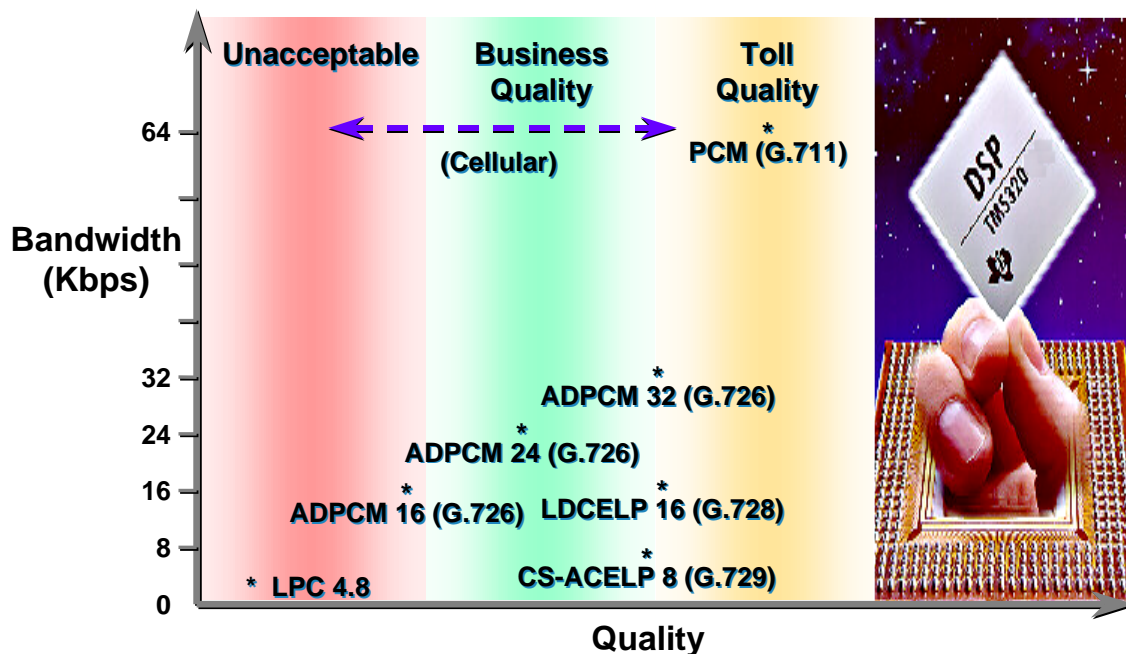 Unacceptable
Business
Quality
Toll
Quality
64
*
PCM (G.711)
(Cellular)
DSP
TMS320
Bandwidth
(Kbps)
32
*
ADPCM 32 (G.726)
24
*
ADPCM 24 (G.726)
16
*
ADPCM 16 (G.726)
*
LDCELP 16 (G.728)
8
*
CS-ACELP 8 (G.729)
* LPC 4.8
0
Quality